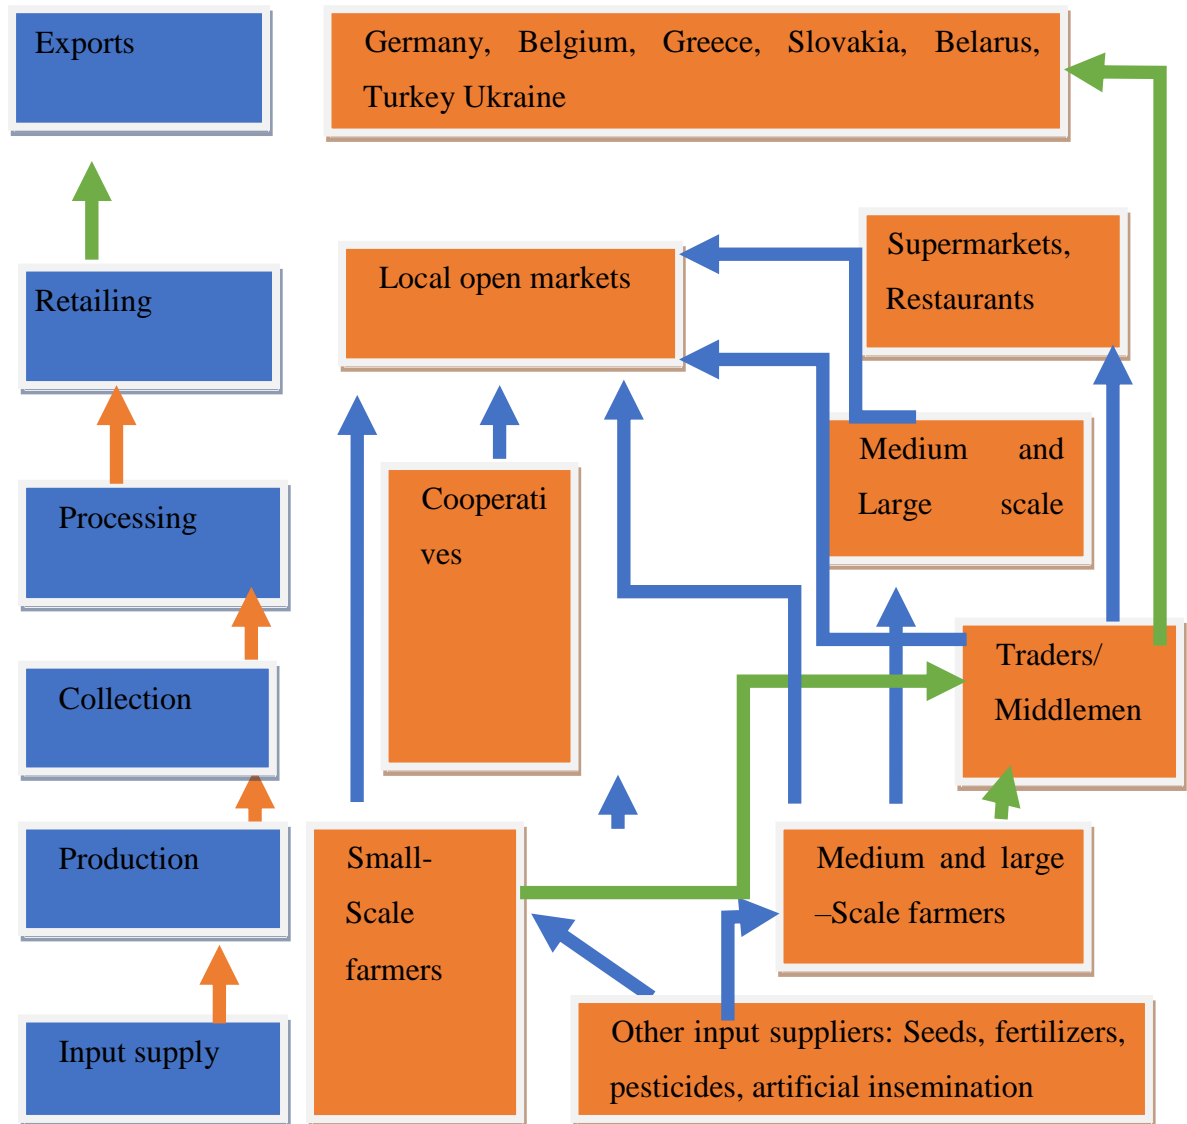 Exports
Germany, Belgium, Greece, Slovakia, Belarus,
Turkey Ukraine
Supermarkets,
Restaurants
Local open markets
Retailing
Medium and
Large scale
Cooperati
ves
Processing
Traders/
Middlemen
Collection
Small-
Scale
farmers
Medium and large
–Scale farmers
Production
Other input suppliers: Seeds, fertilizers,
pesticides, artificial insemination
Input supply